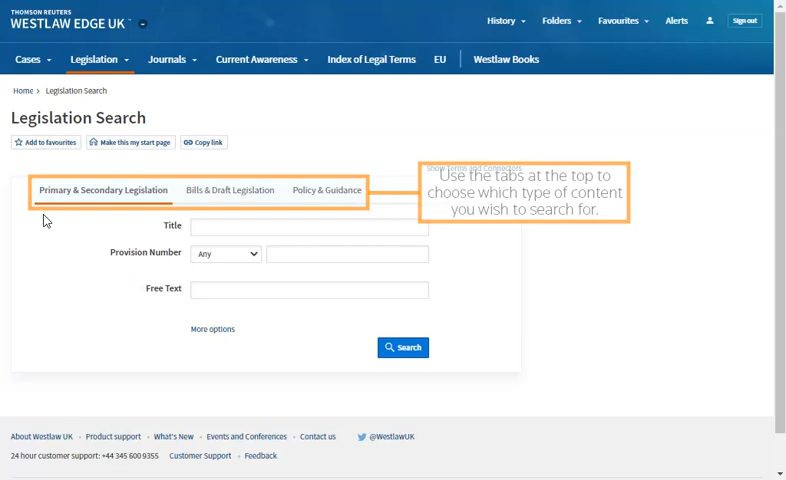 THOMSON REUTERS
WESTLAW EDGE UK™
History Folders Favourites Alerts Sign out
Cases Legislation Journals Current Awareness Index of Legal Terms EU Westlaw Books
Home › Legislation Search
Legislation Search
Add to favourites Make this my start page Copy link
Show Terms and Connectors
Primary & Secondary Legislation Bills & Draft Legislation Policy & Guidance
Use the tabs at the top to
choose which type of content
you wish to search for.
Title
Provision Number Any
Free Text
More options
Search
About Westlaw UK - Product support - What's New - Events and Conferences - Contact us @WestlawUK
24 hour customer support: +44 345 600 9355 Customer Support - Feedback